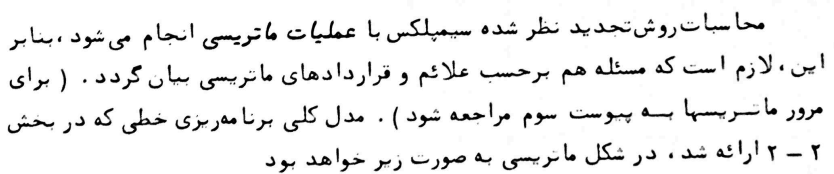 محاسبات روش تجدید نظر شده سیمپلکس با عملیات ماتریسی انجام می‌شود ، بنابر
این ، لازم است که مسئله هم برحسب علائم و قراردادهای ماتریسی بیان گردد . ( برای
مرور ماتریسها به پیوست سوم مراجعه شود ) . مدل کلی برنامه‌ریزی خطی که در بخش
۲ – ۲ ارائه شد ، در شکل ماتریسی به صورت زیر خواهد بود